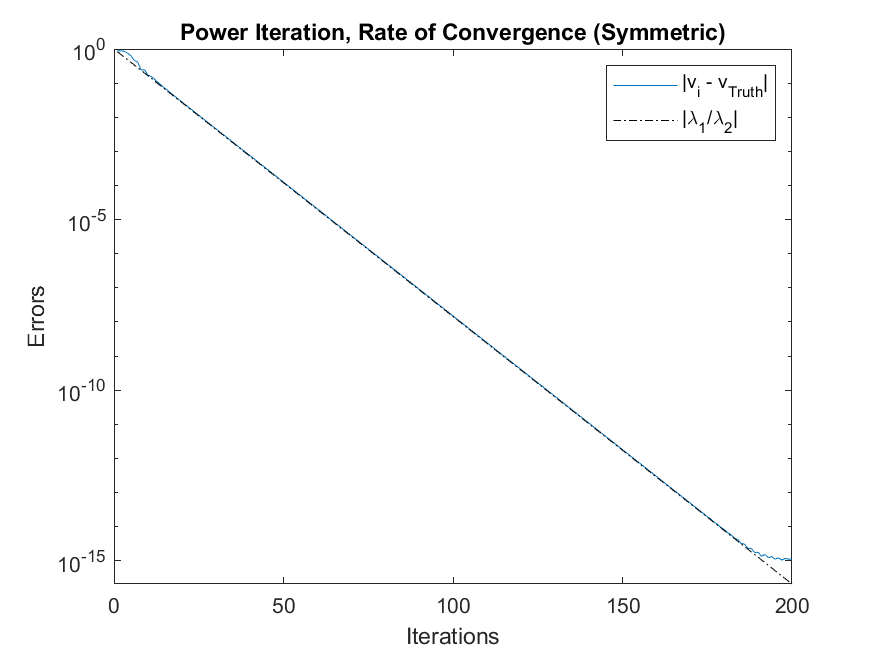 Power Iteration, Rate of Convergence (Symmetric)
|v_i - v_Truth|
|λ_1/λ_2|
10^0
10^-5
10^-10
10^-15
Errors
0 50 100 150 200
Iterations